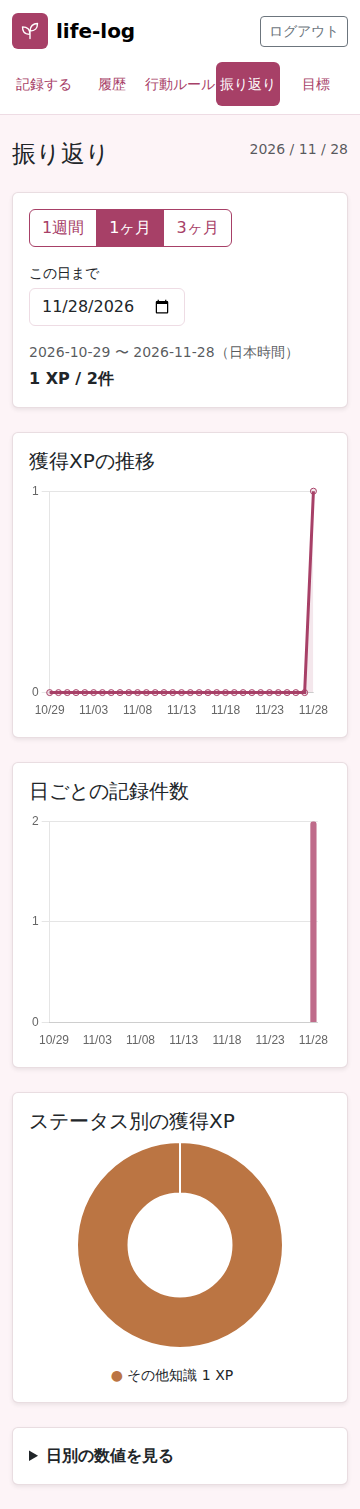 life-log
ログアウト
記録する 履歴 行動ルール 振り返り 目標
振り返り
2026 / 11 / 28
1週間 1ヶ月 3ヶ月
この日まで
11/28/2026
2026-10-29 〜 2026-11-28（日本時間）
1 XP / 2件
獲得XPの推移
1
0
10/29 11/03 11/08 11/13 11/18 11/23 11/28
日ごとの記録件数
2
1
0
10/29 11/03 11/08 11/13 11/18 11/23 11/28
ステータス別の獲得XP
その他知識 1 XP
日別の数値を見る